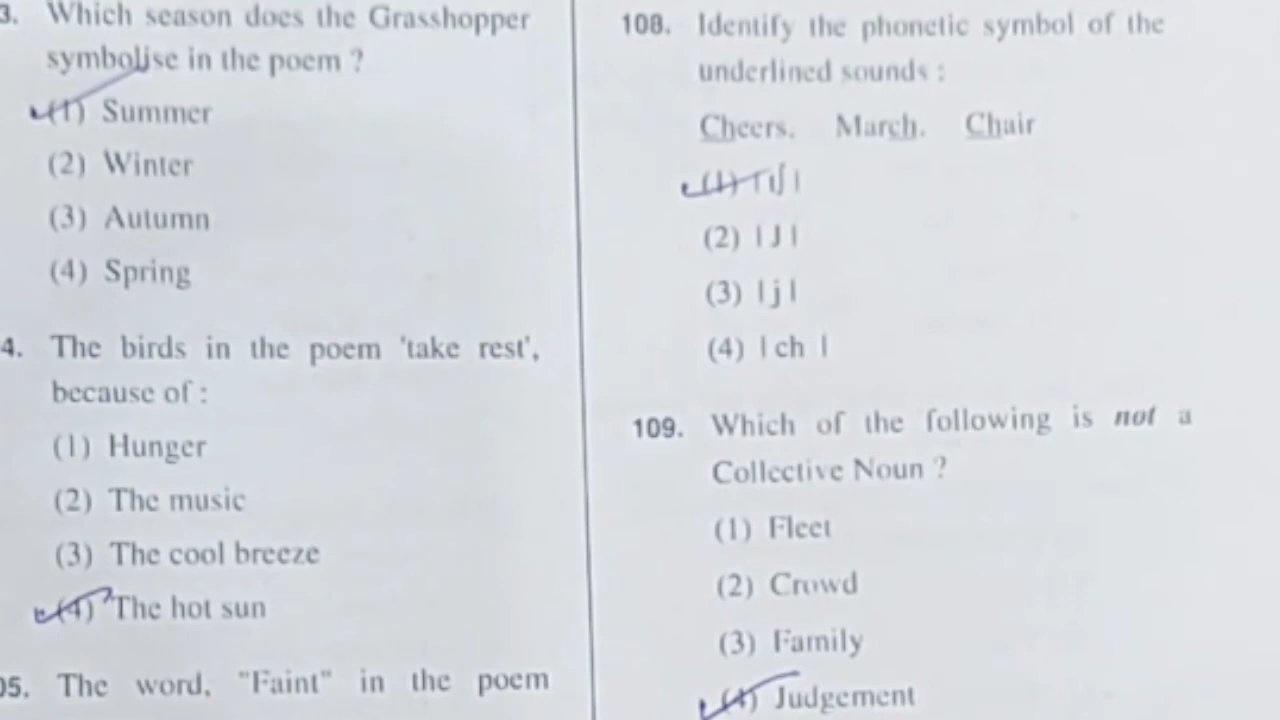 3. Which season does the Grasshopper
symbolise in the poem ?
(1) Summer
(2) Winter
(3) Autumn
(4) Spring
4. The birds in the poem 'take rest',
because of :
(1) Hunger
(2) The music
(3) The cool breeze
(4) The hot sun
05. The word, "Faint" in the poem
108. Identify the phonetic symbol of the
underlined sounds :
Cheers. March. Chair
(1) | tʃ |
(2) | J |
(3) | j |
(4) | ch |
109. Which of the following is not a
Collective Noun ?
(1) Fleet
(2) Crowd
(3) Family
(4) Judgement